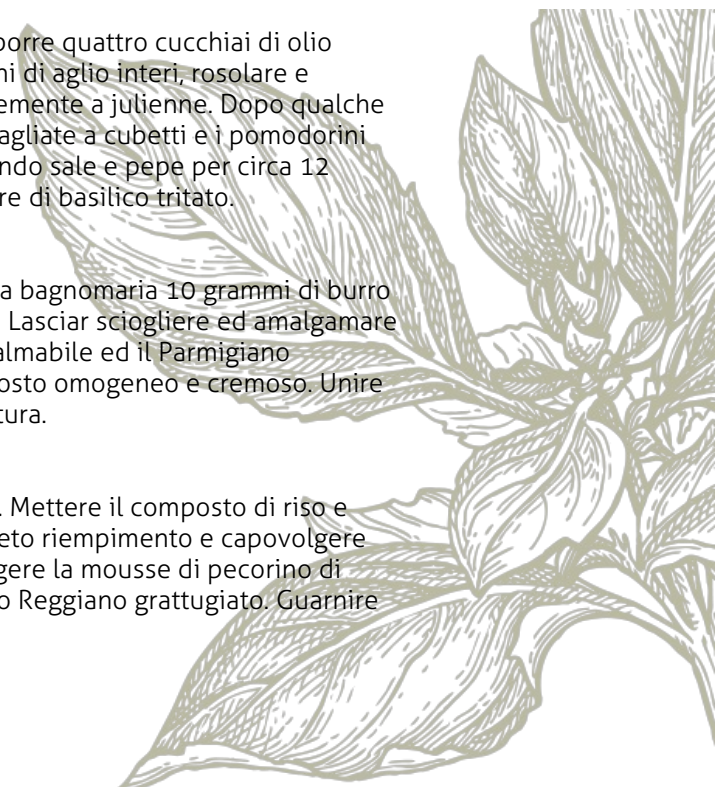 porre quattro cucchiai di olio
ni di aglio interi, rosolare e
emente a julienne. Dopo qualche
agliate a cubetti e i pomodorini
ndo sale e pepe per circa 12
re di basilico tritato.
a bagnomaria 10 grammi di burro
. Lasciar sciogliere ed amalgamare
almabile ed il Parmigiano
osto omogeneo e cremoso. Unire
tura.
. Mettere il composto di riso e
eto riempimento e capovolgere
gere la mousse di pecorino di
o Reggiano grattugiato. Guarnire